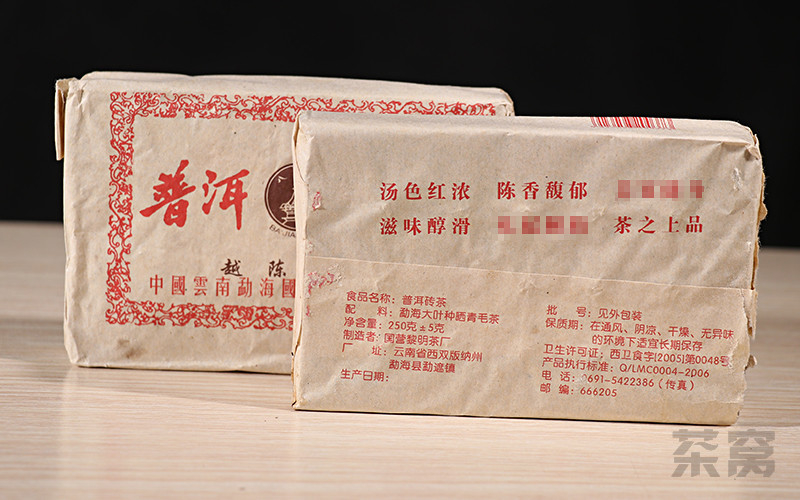 普洱
BAJIA
越陈
中國雲南勐海國
汤色红浓 陈香馥郁
滋味醇滑 茶之上品
食品名称：普洱砖茶
配 料：勐海大叶种晒青毛茶
净含量：250克±5克
制造者：国营黎明茶厂
厂 址：云南省西双版纳州
勐海县勐遮镇
生产日期：
批 号：见外包装
保质期：在通风、阴凉、干燥、无异味
的环境下适宜长期保存
卫生许可证：西卫食字[2005]第0048号
产品执行标准：Q/LMC0004-2006
电 话：0691-5422386（传真）
邮 编：666205
茶窝